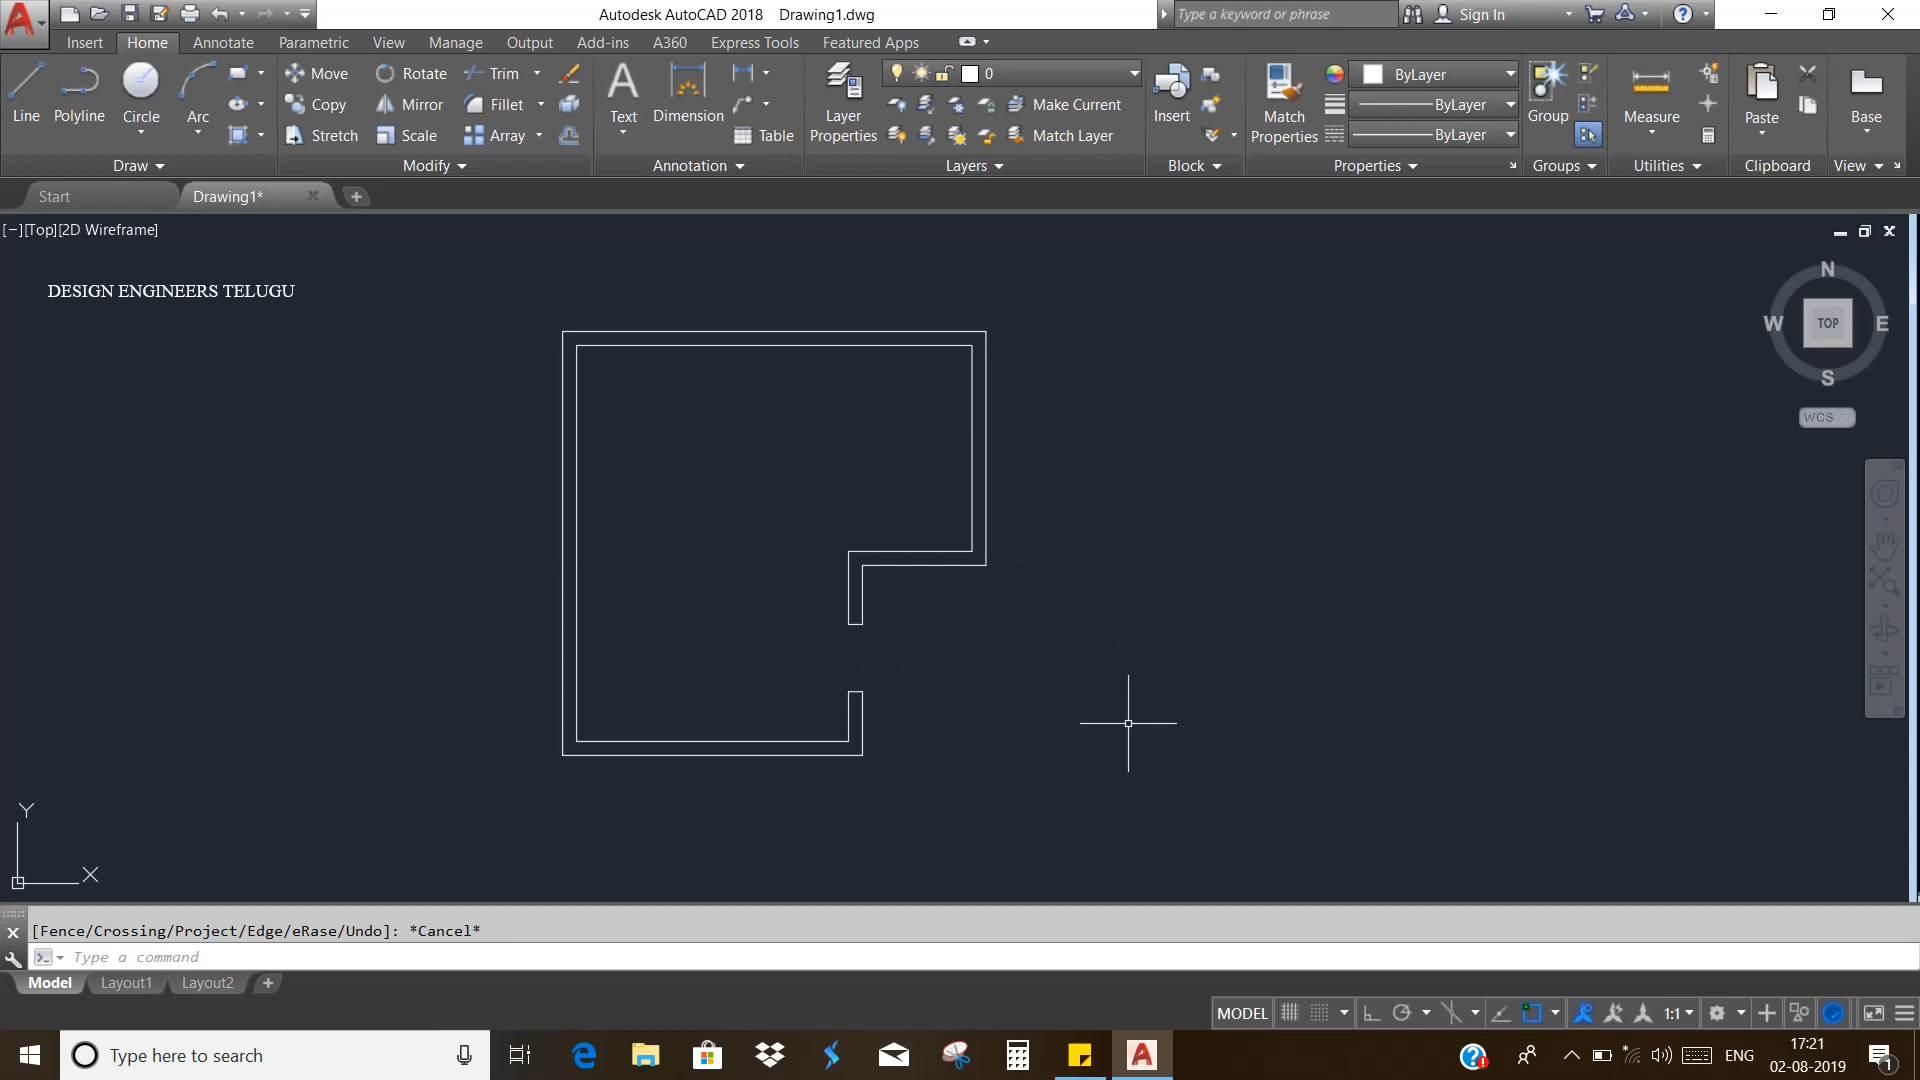 Autodesk AutoCAD 2018 Drawing1.dwg
Type a keyword or phrase
Sign In
Insert Home Annotate Parametric View Manage Output Add-ins A360 Express Tools Featured Apps
Line Polyline Circle Arc
Move Rotate Trim
Copy Mirror Fillet
Stretch Scale Array
Text Dimension Table
Layer Properties
0
Make Current
Match Layer
Insert
Match Properties
ByLayer
ByLayer
ByLayer
Group
Measure
Paste
Base
Draw Modify Annotation Layers Block Properties Groups Utilities Clipboard View
Start Drawing1*
[−][Top][2D Wireframe]
DESIGN ENGINEERS TELUGU
N
W TOP E
S
WCS
Y
X
[Fence/Crossing/Project/Edge/eRase/Undo]: *Cancel*
Type a command
Model Layout1 Layout2
MODEL 1:1
Type here to search
ENG
17:21
02-08-2019
1